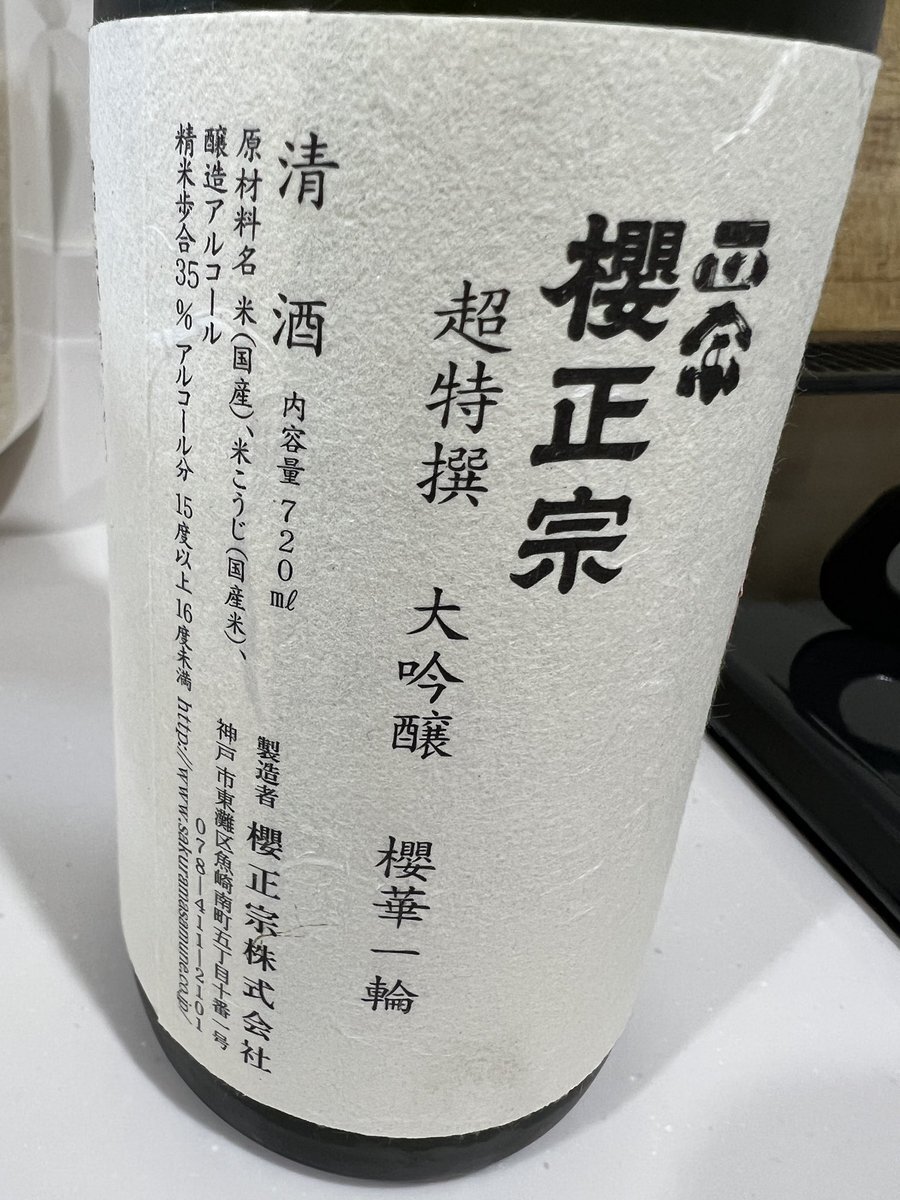 正宗
櫻正宗
超特撰 大吟醸 櫻華一輪
清酒 内容量 720mℓ
原材料名 米(国産)、米こうじ(国産米)、
醸造アルコール
精米歩合35% アルコール分 15度以上16度未満
製造者 櫻正宗株式会社
神戸市東灘区魚崎南町五丁目十番一号
078-411-2101
http://www.sakuramasamune.co.jp/